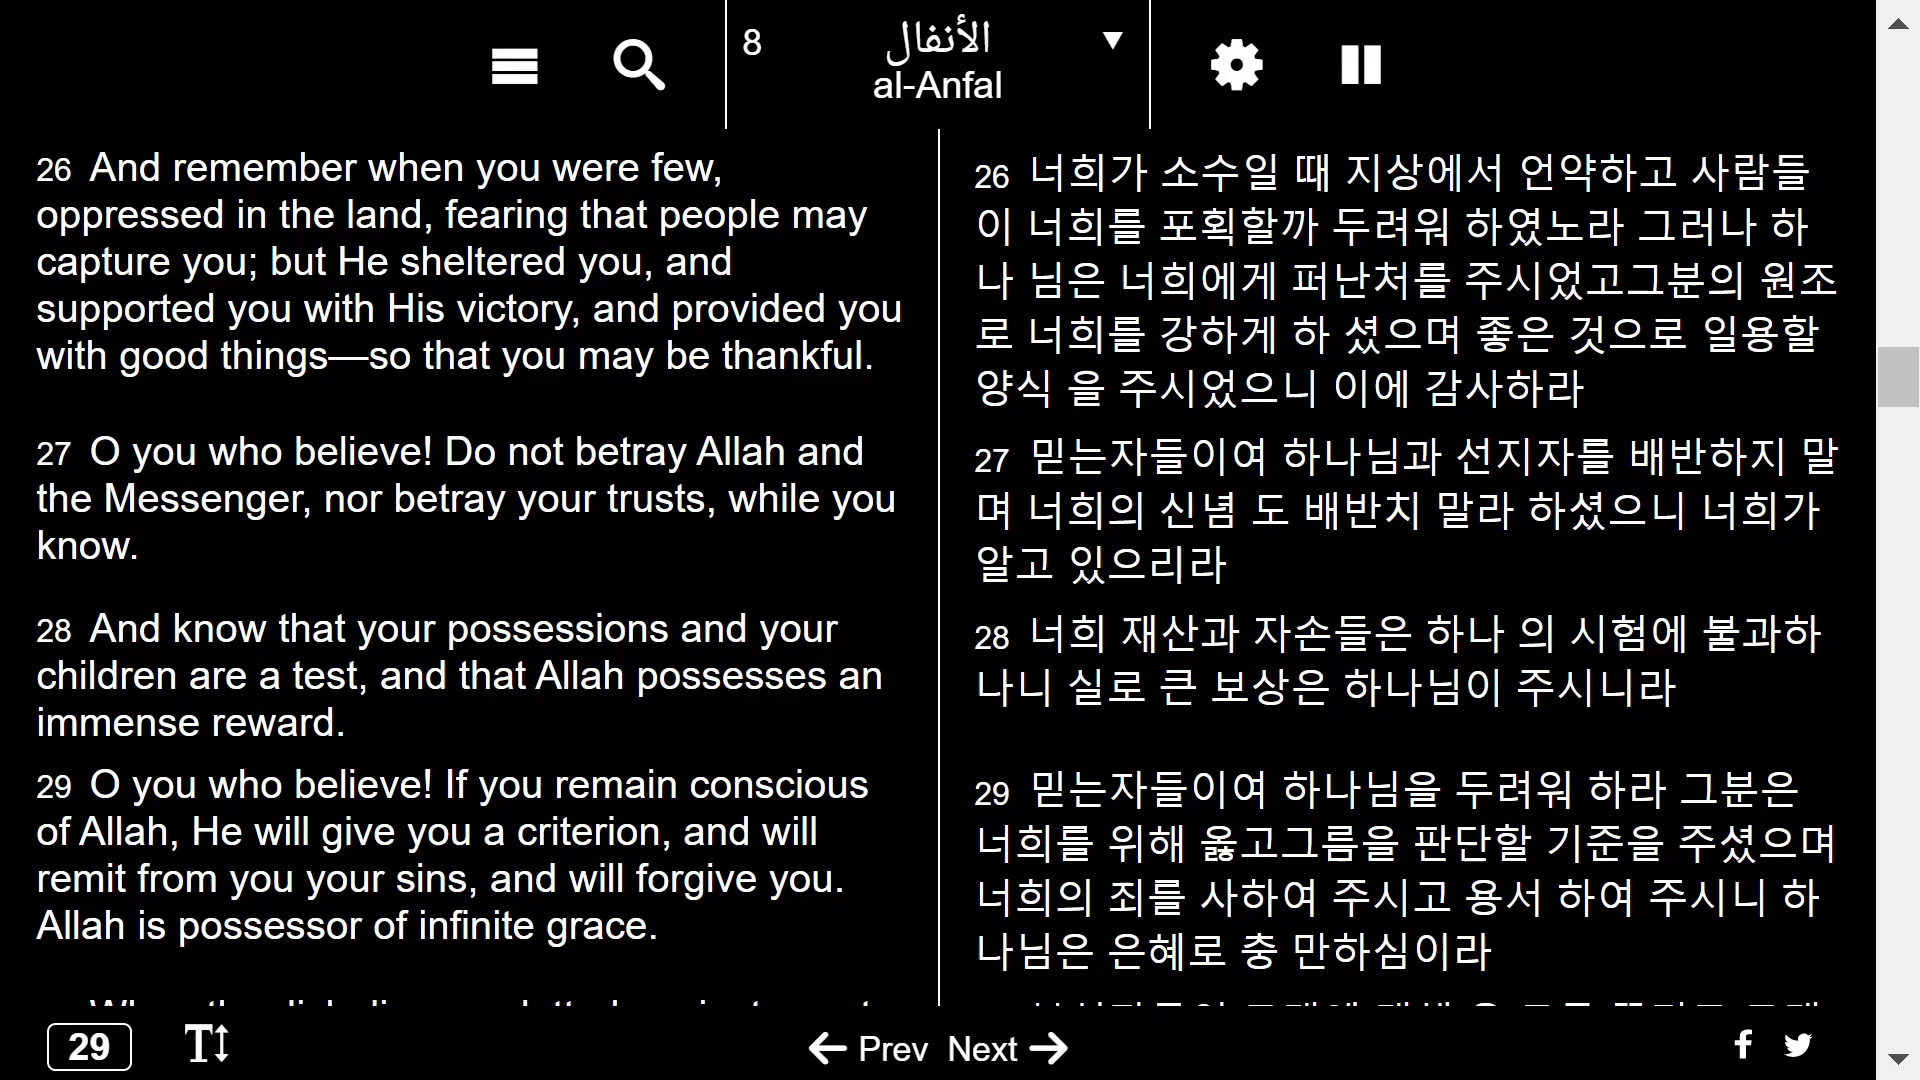 8
الأنفال
al-Anfal
26 And remember when you were few,
oppressed in the land, fearing that people may
capture you; but He sheltered you, and
supported you with His victory, and provided you
with good things—so that you may be thankful.
27 O you who believe! Do not betray Allah and
the Messenger, nor betray your trusts, while you
know.
28 And know that your possessions and your
children are a test, and that Allah possesses an
immense reward.
29 O you who believe! If you remain conscious
of Allah, He will give you a criterion, and will
remit from you your sins, and will forgive you.
Allah is possessor of infinite grace.
26 너희가 소수일 때 지상에서 언약하고 사람들
이 너희를 포획할까 두려워 하였노라 그러나 하
나 님은 너희에게 퍼난처를 주시었고그분의 원조
로 너희를 강하게 하 셨으며 좋은 것으로 일용할
양식 을 주시었으니 이에 감사하라
27 믿는자들이여 하나님과 선지자를 배반하지 말
며 너희의 신념 도 배반치 말라 하셨으니 너희가
알고 있으리라
28 너희 재산과 자손들은 하나 의 시험에 불과하
나니 실로 큰 보상은 하나님이 주시니라
29 믿는자들이여 하나님을 두려워 하라 그분은
너희를 위해 옳고그름을 판단할 기준을 주셨으며
너희의 죄를 사하여 주시고 용서 하여 주시니 하
나님은 은혜로 충 만하심이라
29
Prev Next